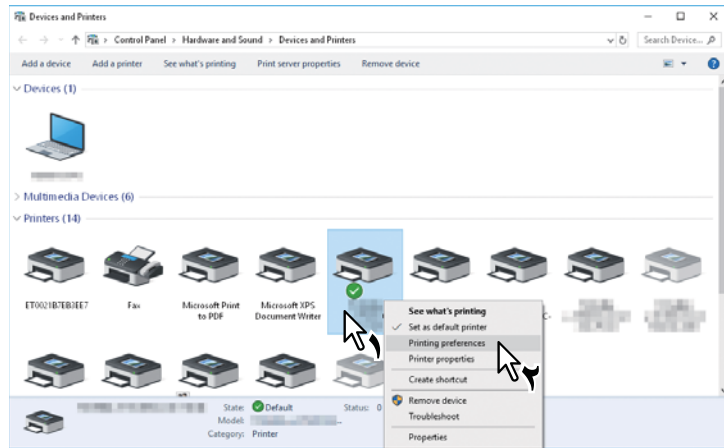 Devices and Printers
Control Panel > Hardware and Sound > Devices and Printers
Search Device...
Add a device Add a printer See what's printing Print server properties Remove device
Devices (1)
Multimedia Devices (6)
Printers (14)
Fax
Microsoft Print to PDF
Microsoft XPS Document Writer
See what's printing
Set as default printer
Printing preferences
Printer properties
Create shortcut
Remove device
Troubleshoot
Properties
State: Default Status: 0
Model:
Category: Printer